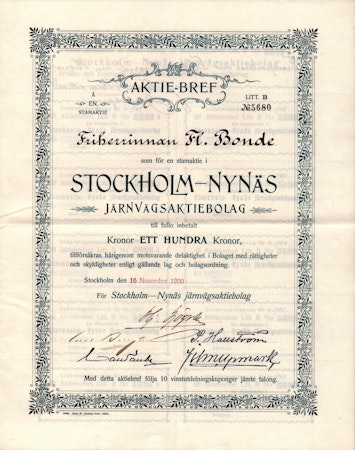 AKTIE-BREF
Å
EN
STAMAKTIE
LITT. B
№5680
Friherrinnan Fl. Bonde
som för en stamaktie i
STOCKHOLM–NYNÄS
JÄRNVÄGSAKTIEBOLAG
till fullo inbetalt
Kronor ETT HUNDRA Kronor,
tillförsäkras härigenom motsvarande delaktighet i Bolaget med rättigheter
och skyldigheter enligt gällande lag och bolagsordning.
Stockholm den 15 November 1900
För Stockholm–Nynäs järnvägsaktiebolag
Med detta aktiebref följa 10 vinstutdelningskuponger jämte talong.